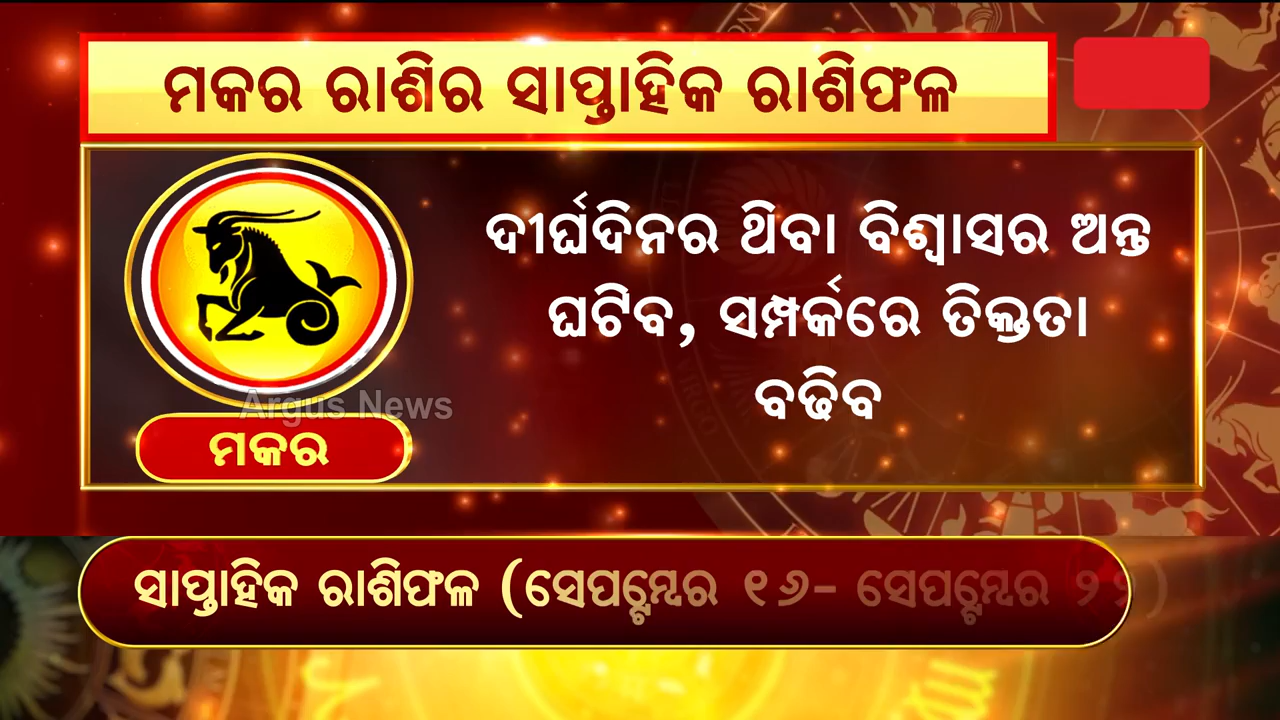 ମକର ରାଶିର ସାପ୍ତାହିକ ରାଶିଫଳ
ଦୀର୍ଘଦିନର ଥିବା ବିଶ୍ୱାସର ଅନ୍ତ
ଘଟିବ, ସମ୍ପର୍କରେ ତିକ୍ତତା
ବଢିବ
Argus News
ମକର
ସାପ୍ତାହିକ ରାଶିଫଳ (ସେପ୍ଟେମ୍ବର ୧୬- ସେପ୍ଟେମ୍ବର